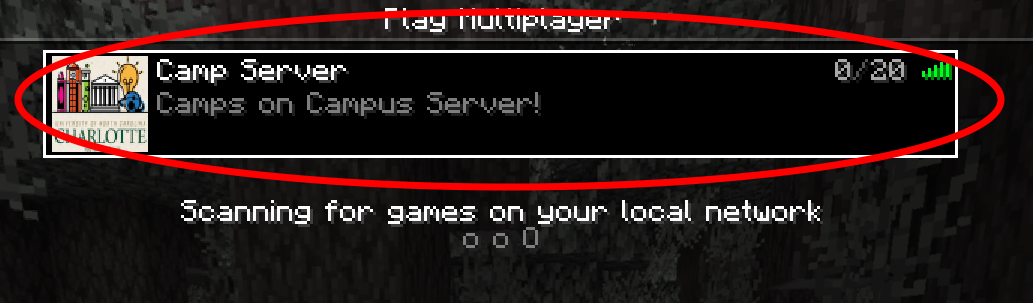 Play Multiplayer
Camp Server
0/20
Camps on Campus Server!
UNIVERSITY OF NORTH CAROLINA
CHARLOTTE
Scanning for games on your local network
o o O